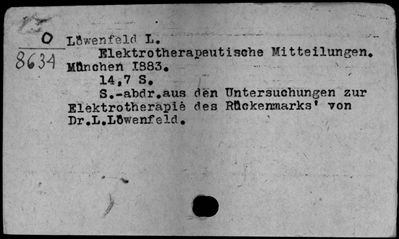 O
8634
Löwenfeld L.
Elektrotherapeutische Mitteilungen.
München 1883.
14,7 S.
S.-abdr.aus den Untersuchungen zur
Elektrotherapie des Rückenmarks' von
Dr.L.Löwenfeld.